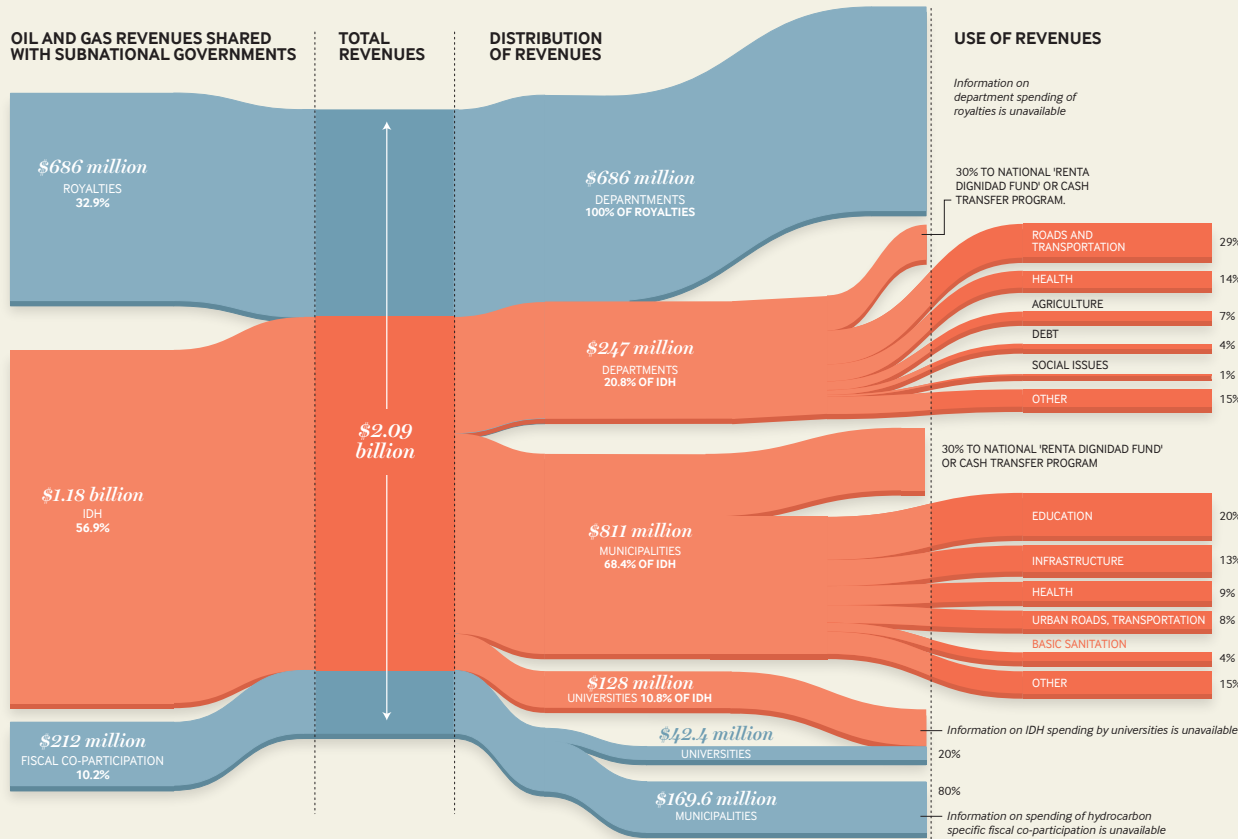 OIL AND GAS REVENUES SHARED
WITH SUBNATIONAL GOVERNMENTS
TOTAL
REVENUES
DISTRIBUTION
OF REVENUES
USE OF REVENUES
$686 million
ROYALTIES
32.9%
$1.18 billion
IDH
56.9%
$212 million
FISCAL CO-PARTICIPATION
10.2%
$2.09
billion
$686 million
DEPARNTMENTS
100% OF ROYALTIES
$247 million
DEPARTMENTS
20.8% OF IDH
$811 million
MUNICIPALITIES
68.4% OF IDH
$128 million
UNIVERSITIES 10.8% OF IDH
$42.4 million
UNIVERSITIES
$169.6 million
MUNICIPALITIES
Information on
department spending of
royalties is unavailable
30% TO NATIONAL 'RENTA
DIGNIDAD FUND' OR CASH
TRANSFER PROGRAM.
ROADS AND
TRANSPORTATION
29%
HEALTH
14%
AGRICULTURE
7%
DEBT
4%
SOCIAL ISSUES
1%
OTHER
15%
30% TO NATIONAL 'RENTA DIGNIDAD FUND'
OR CASH TRANSFER PROGRAM
EDUCATION
20%
INFRASTRUCTURE
13%
HEALTH
9%
URBAN ROADS, TRANSPORTATION
8%
BASIC SANITATION
4%
OTHER
15%
Information on IDH spending by universities is unavailable
20%
80%
Information on spending of hydrocarbon
specific fiscal co-participation is unavailable